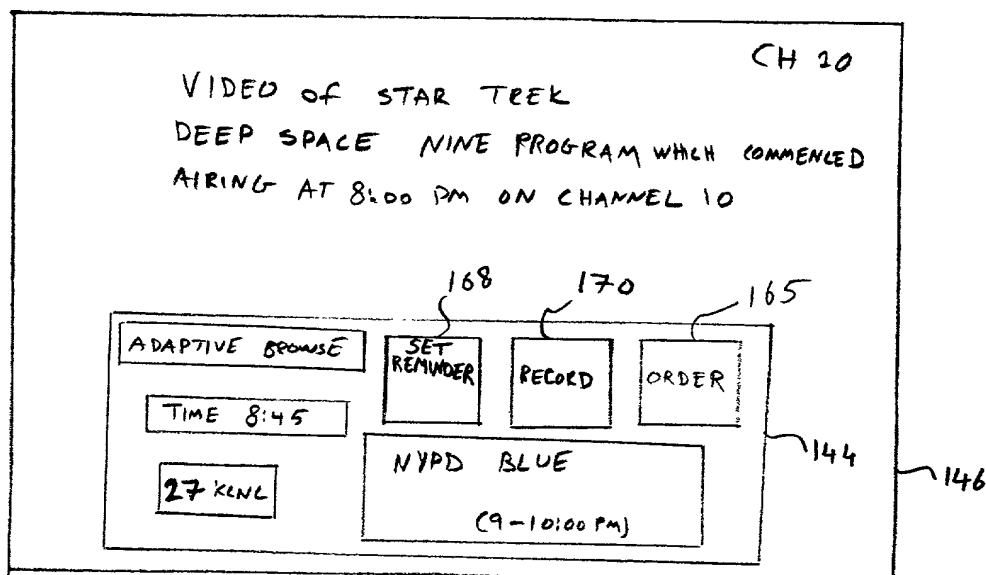 CH 10
VIDEO OF STAR TREK
DEEP SPACE NINE PROGRAM WHICH COMMENCED
AIRING AT 8:00 PM ON CHANNEL 10
168
170
165
ADAPTIVE BROWSE
SET
REMINDER
RECORD
ORDER
TIME 8:45
NYPD BLUE
144
146
27
(9-10:00 PM)